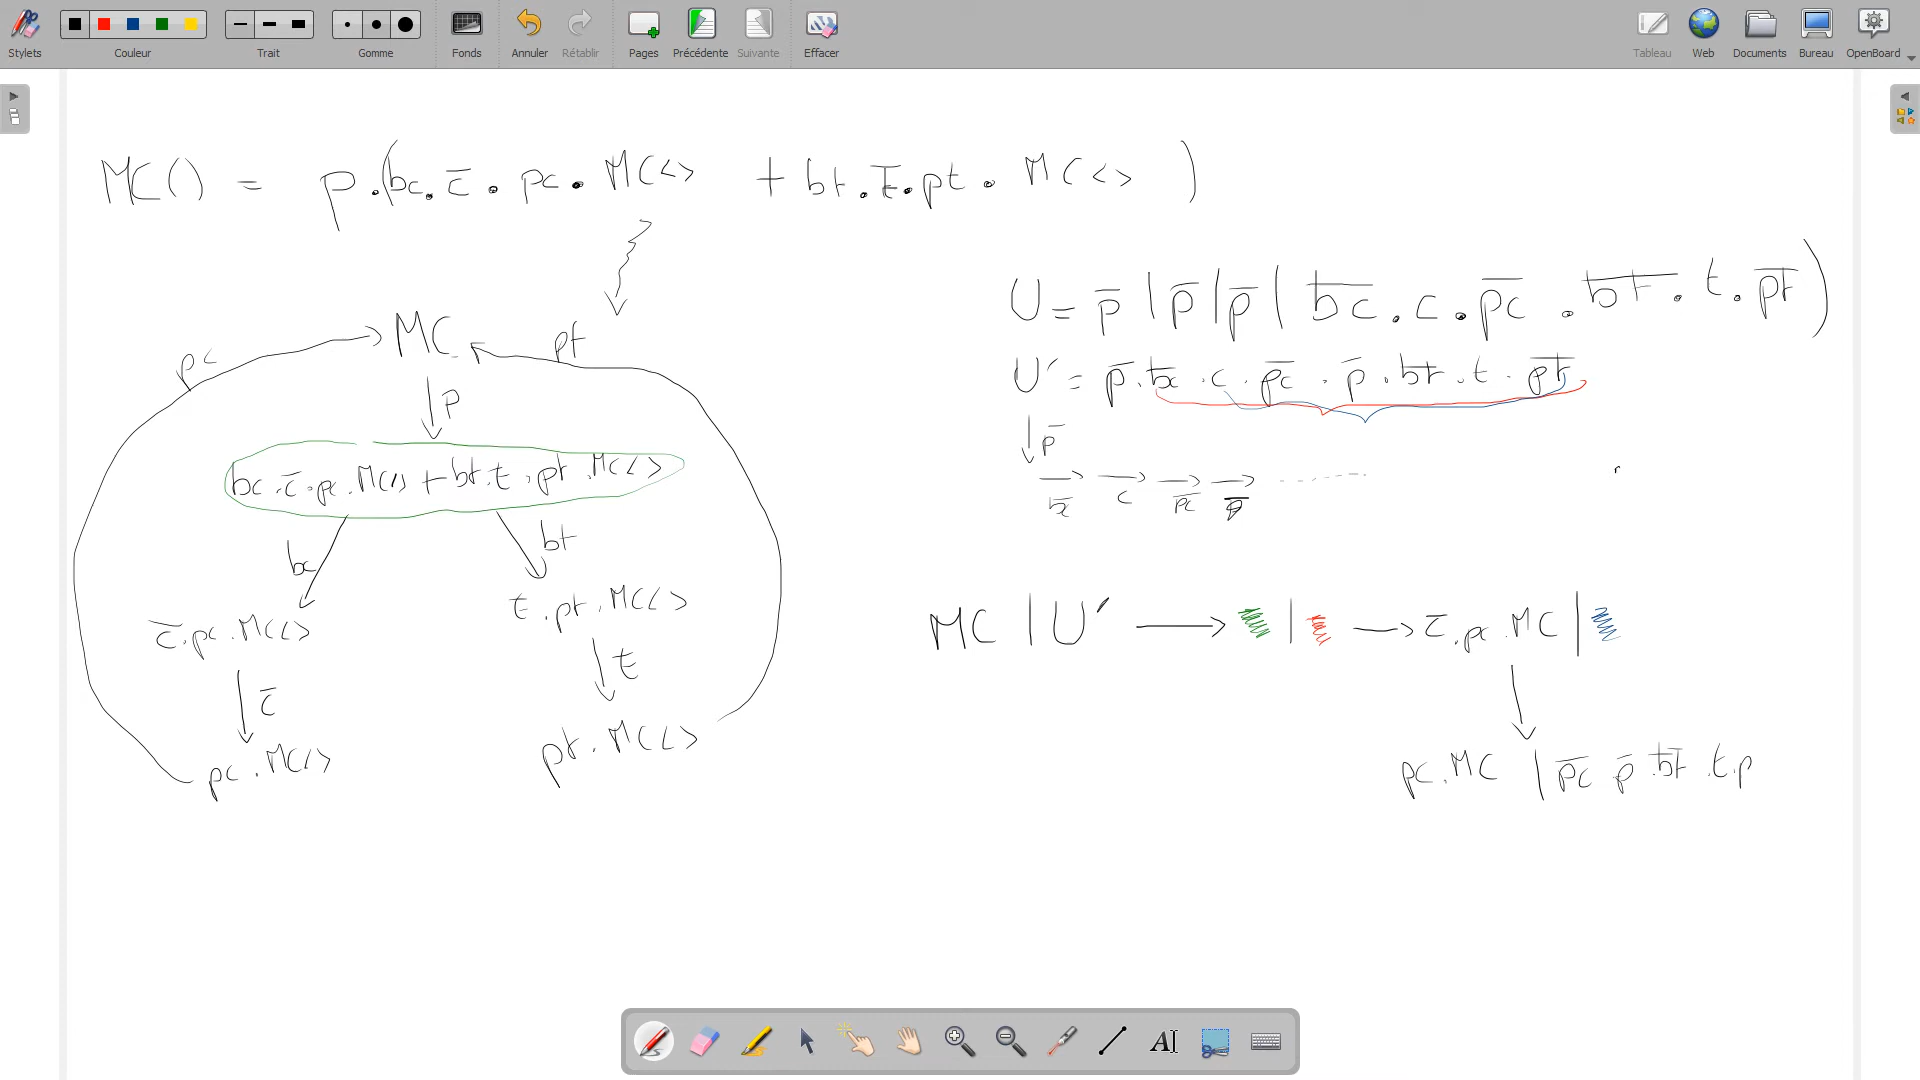 Stylets Couleur Trait Gomme Fonds Annuler Rétablir Pages Précédente Suivante Effacer Tableau Web Documents Bureau OpenBoard
MC() = p.(bc.c̅.pc.MC<> + bt.t̅.pt.MC<>)
U = p̅ | p̅ | p̅ | b̅c̅.c.p̅c̅.b̅t̅.t.p̅t̅)
U' = p̅.b̅c̅.c.p̅c̅.p̅.b̅t̅.t.p̅t̅
MC
pc
pt
p
p̅
bc.c̅.pc.MC<> + bt.t.pt.MC<>
b̅c̅ c p̅c̅ p̅
bc
bt
c̅.pc.MC<>
t.pt.MC<>
MC | U' → | → c̅.pc.MC |
c̅
t
pc.MC<>
pt.MC<>
pc.MC | p̅c̅ p̅ b̅t̅ .t.p
AI